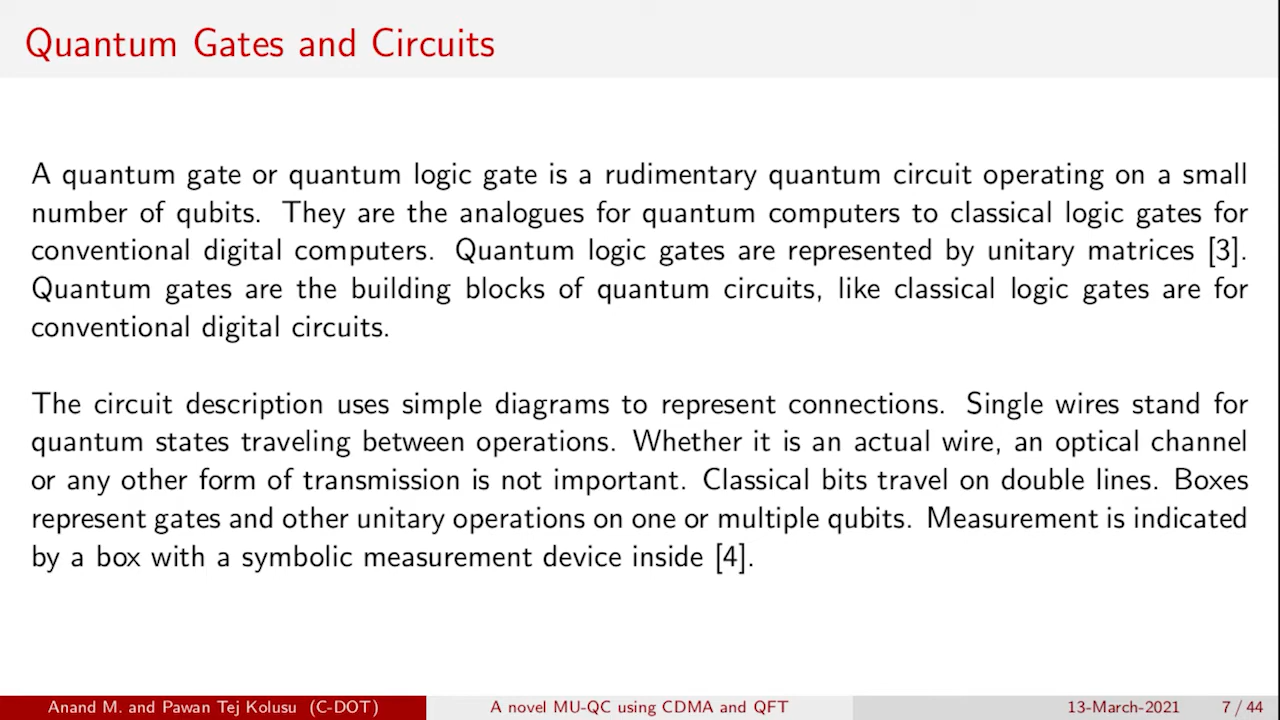 Quantum Gates and Circuits
A quantum gate or quantum logic gate is a rudimentary quantum circuit operating on a small
number of qubits. They are the analogues for quantum computers to classical logic gates for
conventional digital computers. Quantum logic gates are represented by unitary matrices [3].
Quantum gates are the building blocks of quantum circuits, like classical logic gates are for
conventional digital circuits.
The circuit description uses simple diagrams to represent connections. Single wires stand for
quantum states traveling between operations. Whether it is an actual wire, an optical channel
or any other form of transmission is not important. Classical bits travel on double lines. Boxes
represent gates and other unitary operations on one or multiple qubits. Measurement is indicated
by a box with a symbolic measurement device inside [4].
Anand M. and Pawan Tej Kolusu (C-DOT) A novel MU-QC using CDMA and QFT 13-March-2021 7 / 44